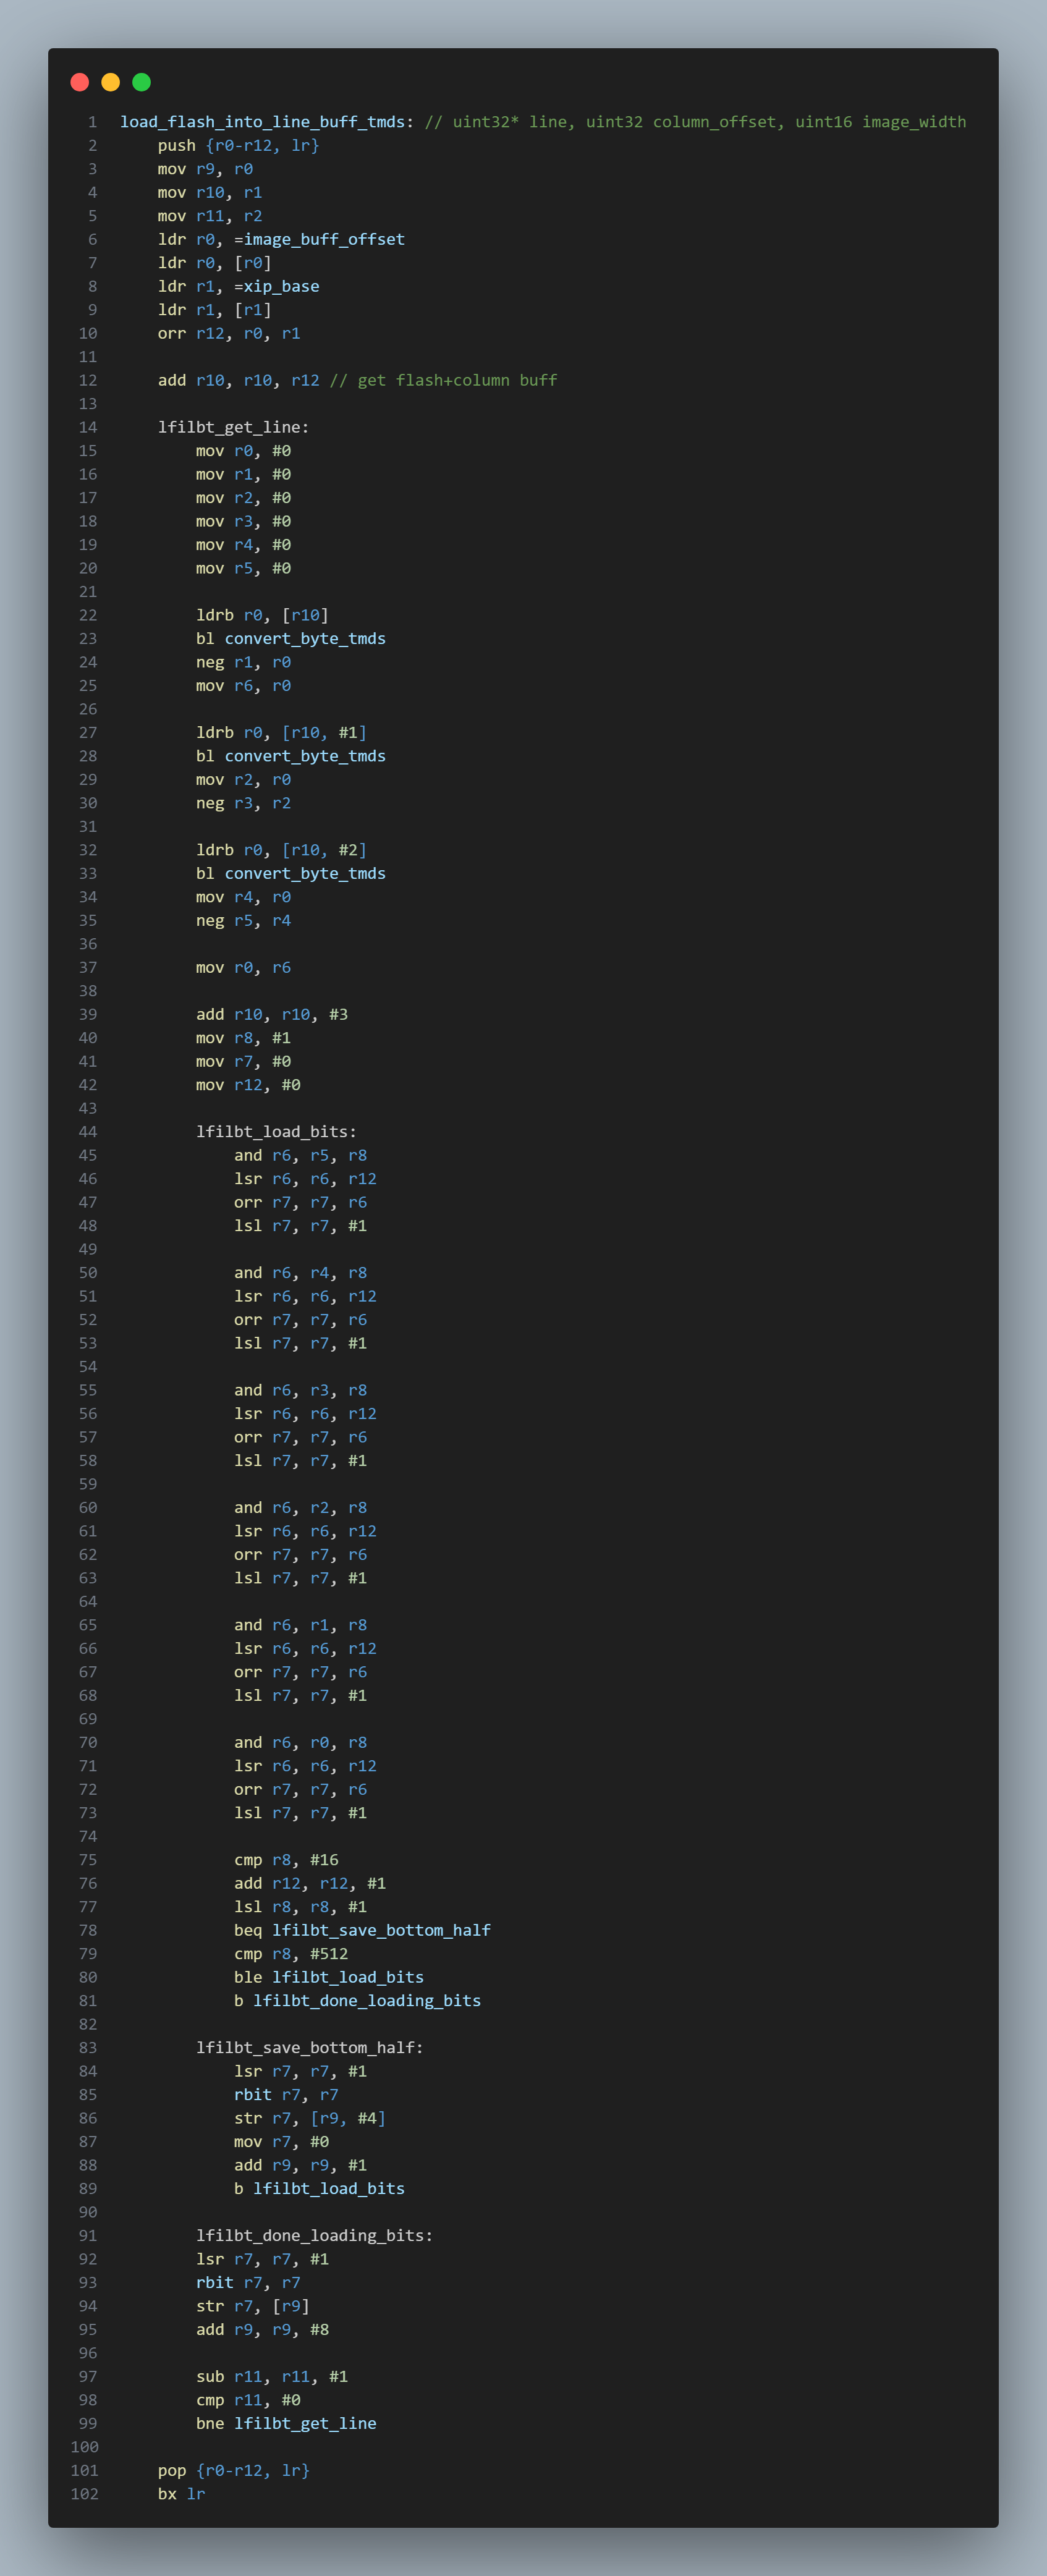 1 load_flash_into_line_buff_tmds: // uint32* line, uint32 column_offset, uint16 image_width
2 push {r0-r12, lr}
3 mov r9, r0
4 mov r10, r1
5 mov r11, r2
6 ldr r0, =image_buff_offset
7 ldr r0, [r0]
8 ldr r1, =xip_base
9 ldr r1, [r1]
10 orr r12, r0, r1
11
12 add r10, r10, r12 // get flash+column buff
13
14 lfilbt_get_line:
15 mov r0, #0
16 mov r1, #0
17 mov r2, #0
18 mov r3, #0
19 mov r4, #0
20 mov r5, #0
21
22 ldrb r0, [r10]
23 bl convert_byte_tmds
24 neg r1, r0
25 mov r6, r0
26
27 ldrb r0, [r10, #1]
28 bl convert_byte_tmds
29 mov r2, r0
30 neg r3, r2
31
32 ldrb r0, [r10, #2]
33 bl convert_byte_tmds
34 mov r4, r0
35 neg r5, r4
36
37 mov r0, r6
38
39 add r10, r10, #3
40 mov r8, #1
41 mov r7, #0
42 mov r12, #0
43
44 lfilbt_load_bits:
45 and r6, r5, r8
46 lsr r6, r6, r12
47 orr r7, r7, r6
48 lsl r7, r7, #1
49
50 and r6, r4, r8
51 lsr r6, r6, r12
52 orr r7, r7, r6
53 lsl r7, r7, #1
54
55 and r6, r3, r8
56 lsr r6, r6, r12
57 orr r7, r7, r6
58 lsl r7, r7, #1
59
60 and r6, r2, r8
61 lsr r6, r6, r12
62 orr r7, r7, r6
63 lsl r7, r7, #1
64
65 and r6, r1, r8
66 lsr r6, r6, r12
67 orr r7, r7, r6
68 lsl r7, r7, #1
69
70 and r6, r0, r8
71 lsr r6, r6, r12
72 orr r7, r7, r6
73 lsl r7, r7, #1
74
75 cmp r8, #16
76 add r12, r12, #1
77 lsl r8, r8, #1
78 beq lfilbt_save_bottom_half
79 cmp r8, #512
80 ble lfilbt_load_bits
81 b lfilbt_done_loading_bits
82
83 lfilbt_save_bottom_half:
84 lsr r7, r7, #1
85 rbit r7, r7
86 str r7, [r9, #4]
87 mov r7, #0
88 add r9, r9, #1
89 b lfilbt_load_bits
90
91 lfilbt_done_loading_bits:
92 lsr r7, r7, #1
93 rbit r7, r7
94 str r7, [r9]
95 add r9, r9, #8
96
97 sub r11, r11, #1
98 cmp r11, #0
99 bne lfilbt_get_line
100
101 pop {r0-r12, lr}
102 bx lr